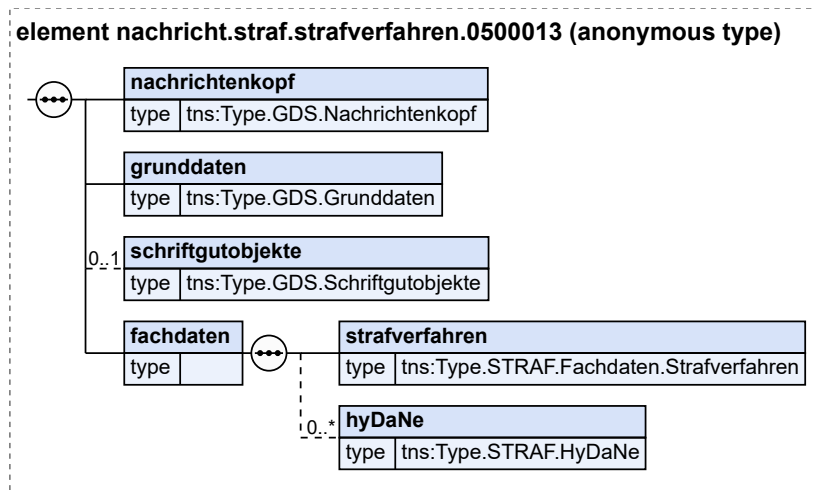 element nachricht.straf.strafverfahren.0500013 (anonymous type)
nachrichtenkopf
type tns:Type.GDS.Nachrichtenkopf
grunddaten
type tns:Type.GDS.Grunddaten
0..1 schriftgutobjekte
type tns:Type.GDS.Schriftgutobjekte
fachdaten
type
strafverfahren
type tns:Type.STRAF.Fachdaten.Strafverfahren
0..* hyDaNe
type tns:Type.STRAF.HyDaNe